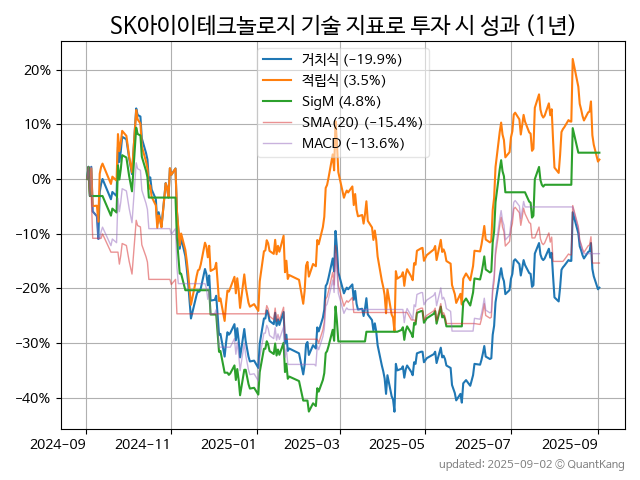 SK아이이테크놀로지 기술 지표로 투자 시 성과 (1년)
거치식 (−19.9%)
적립식 (3.5%)
SigM (4.8%)
SMA(20) (−15.4%)
MACD (−13.6%)
20%
10%
0%
−10%
−20%
−30%
−40%
2024-09
2024-11
2025-01
2025-03
2025-05
2025-07
2025-09
updated: 2025-09-02 © QuantKang